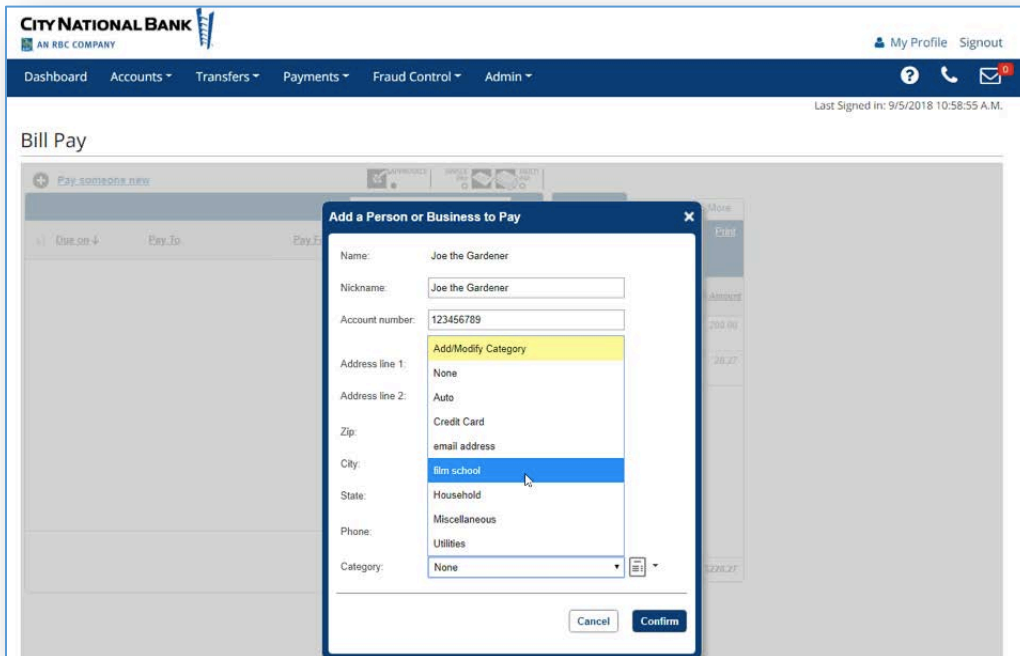 CITY NATIONAL BANK
AN RBC COMPANY
My Profile Signout
Dashboard Accounts Transfers Payments Fraud Control Admin
0
Last Signed in: 9/5/2018 10:58:55 A.M.
Bill Pay
Pay someone new
More
Add a Person or Business to Pay
Print
Due on Pay To
Name: Joe the Gardener
Nickname: Joe the Gardener
Amount
Account number: 123456789
Add/Modify Category
Address line 1:
None
28.27
Address line 2:
Auto
Credit Card
Zip:
email address
City:
film school
State:
Household
Miscellaneous
Phone:
Utilities
Category: None
Cancel Confirm